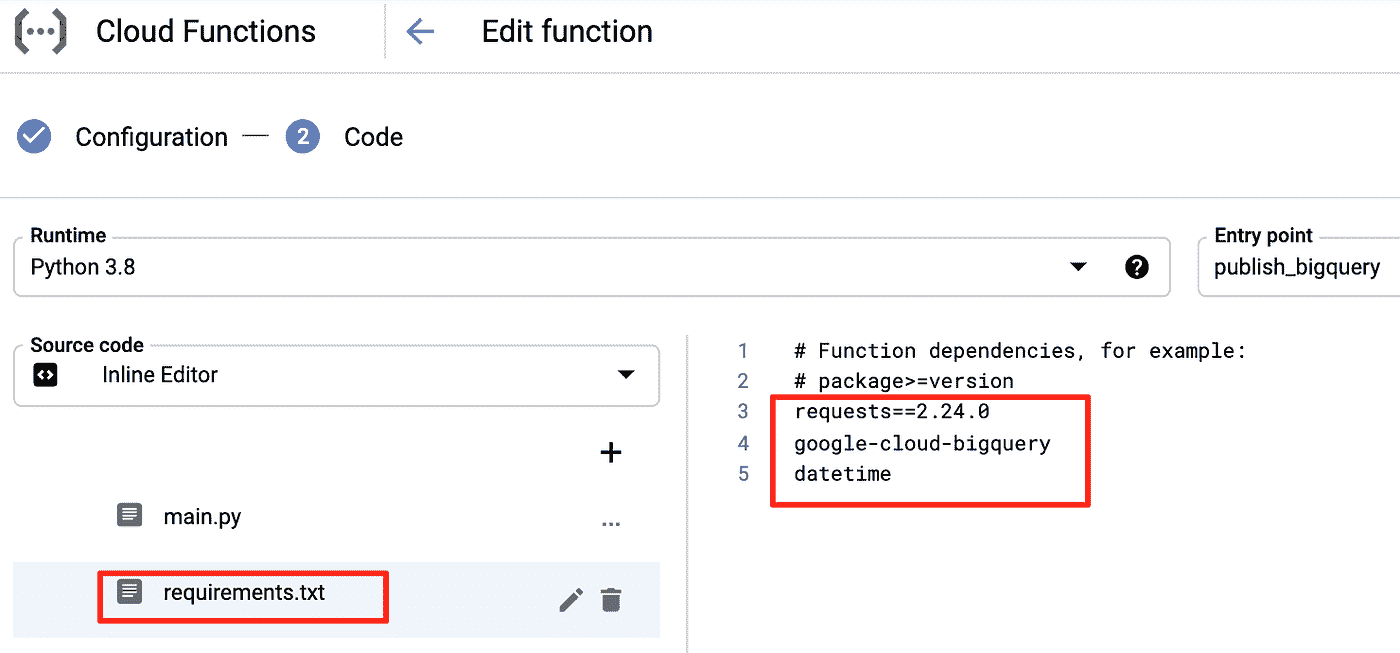 Cloud Functions
Edit function
Configuration
2
Code
Runtime
Python 3.8
Entry point
publish_bigquery
Source code
Inline Editor
main.py
...
requirements.txt
1 # Function dependencies, for example:
2 # package>=version
3 requests==2.24.0
4 google-cloud-bigquery
5 datetime